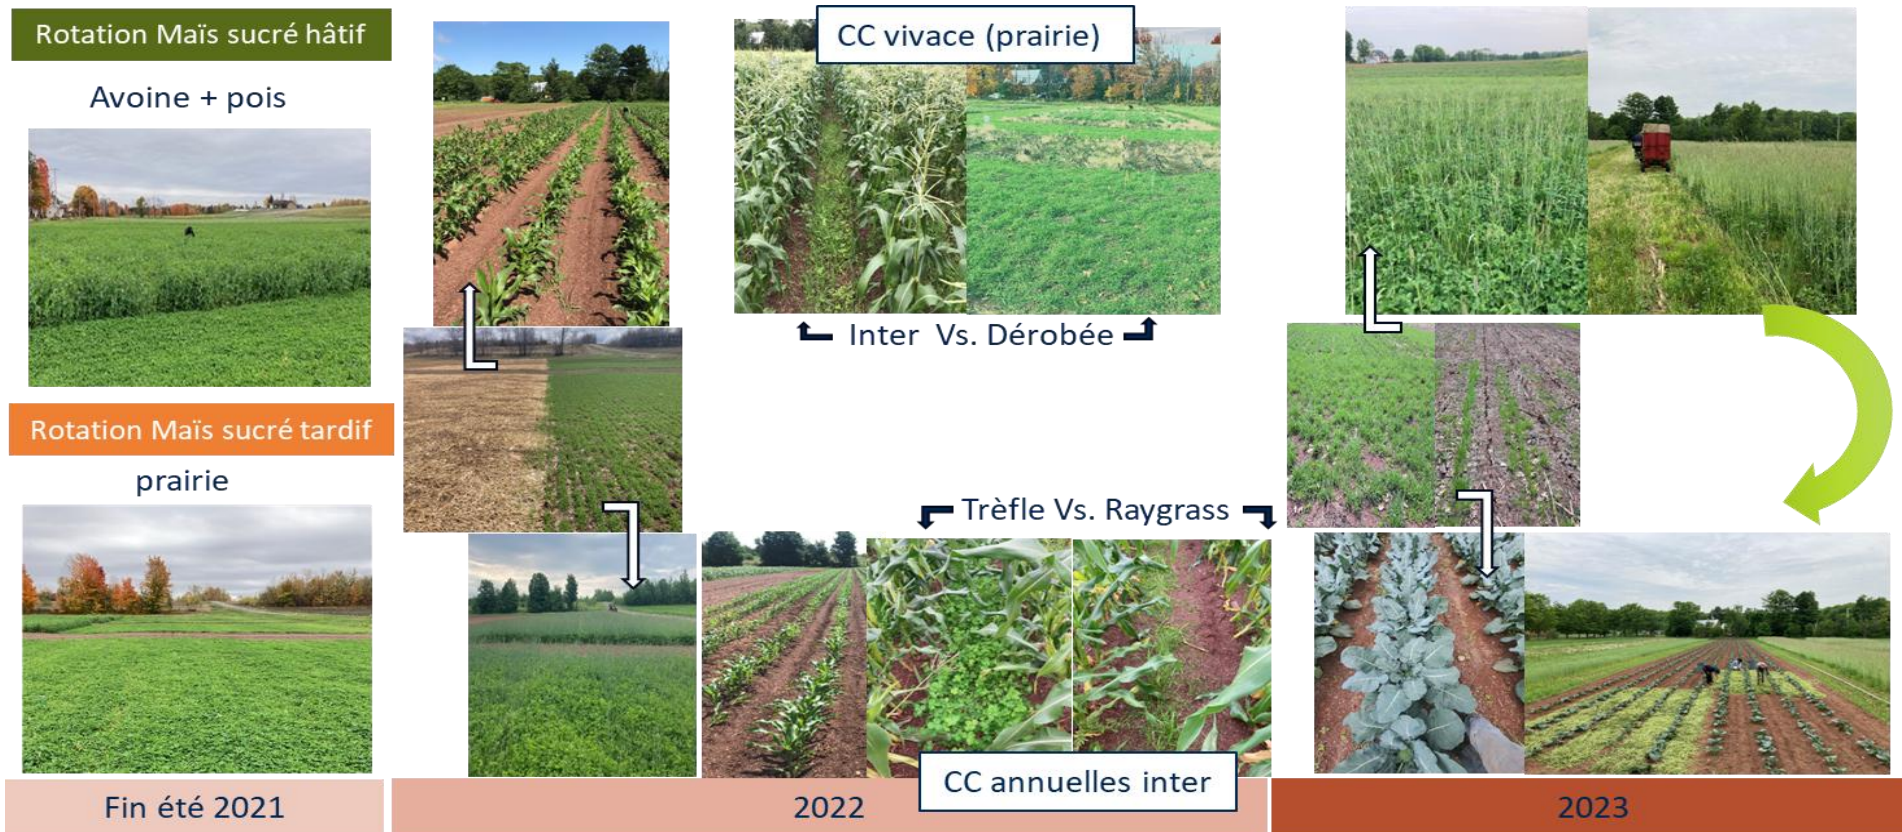 Rotation Maïs sucré hâtif
Avoine + pois
CC vivace (prairie)
Inter Vs. Dérobée
Rotation Maïs sucré tardif
prairie
Trèfle Vs. Raygrass
CC annuelles inter
Fin été 2021
2022
2023